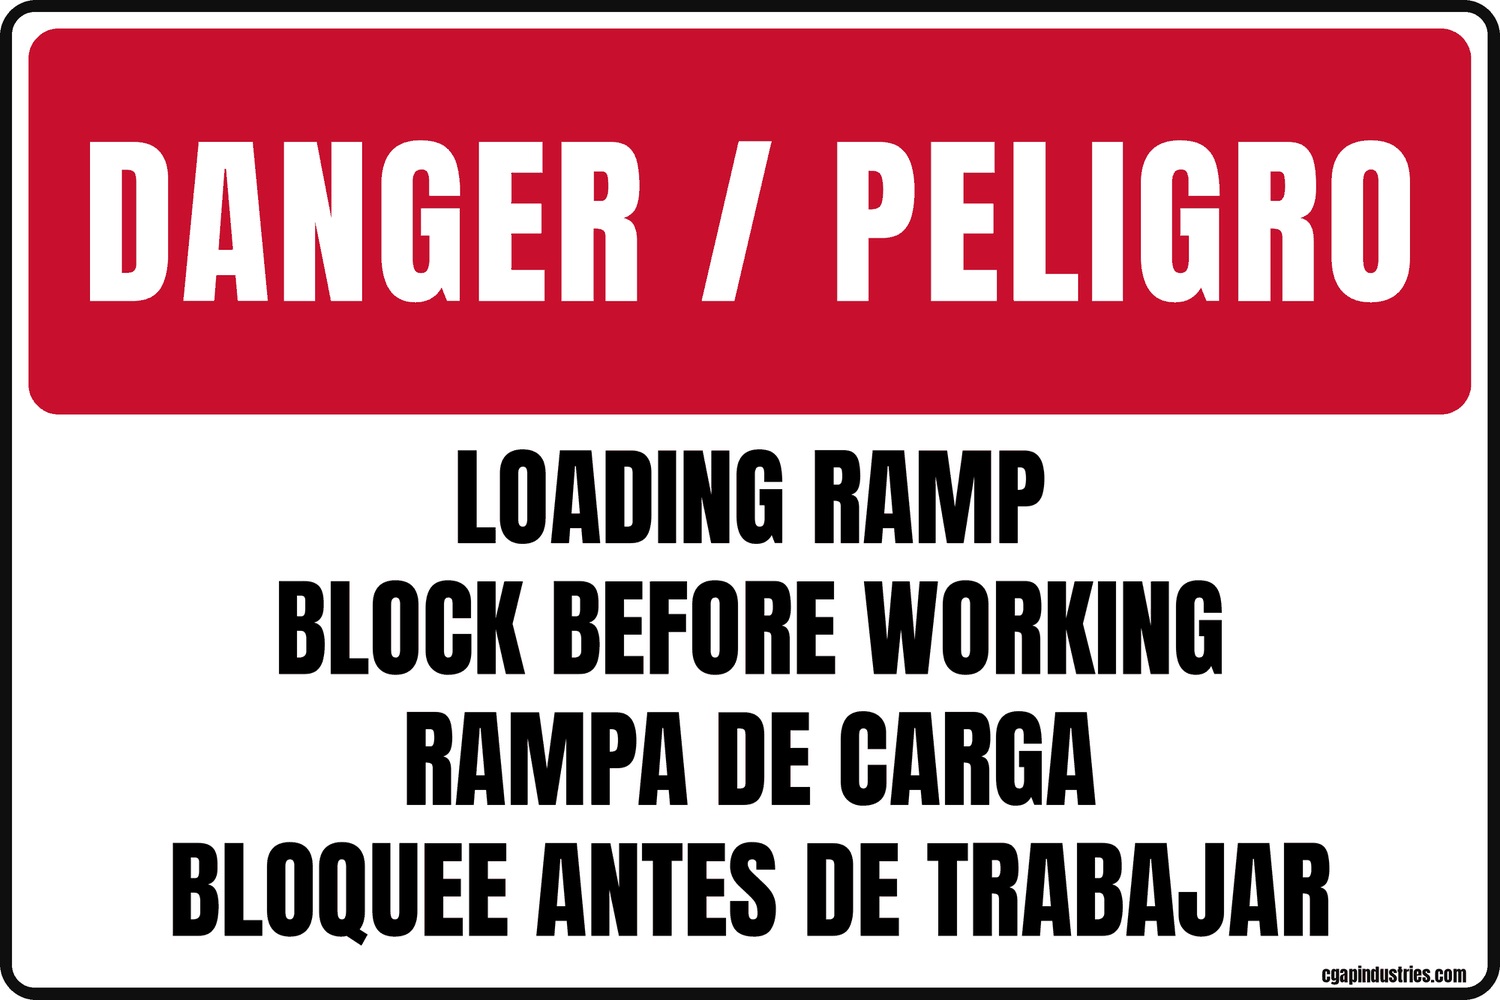 DANGER / PELIGRO
LOADING RAMP
BLOCK BEFORE WORKING
RAMPA DE CARGA
BLOQUEE ANTES DE TRABAJAR
cgapindustries.com